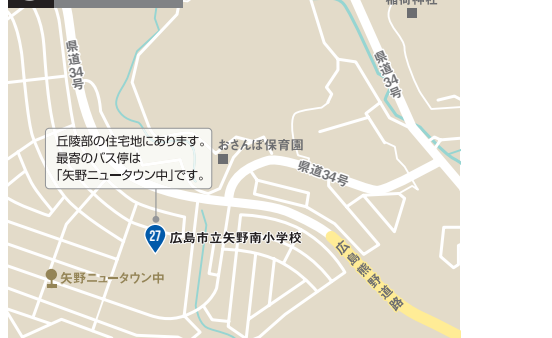 稲荷神社
県道34号
県道34号
丘陵部の住宅地にあります。
最寄のバス停は
「矢野ニュータウン中」です。
おさんぽ保育園
県道34号
27 広島市立矢野南小学校
広島熊野道路
矢野ニュータウン中